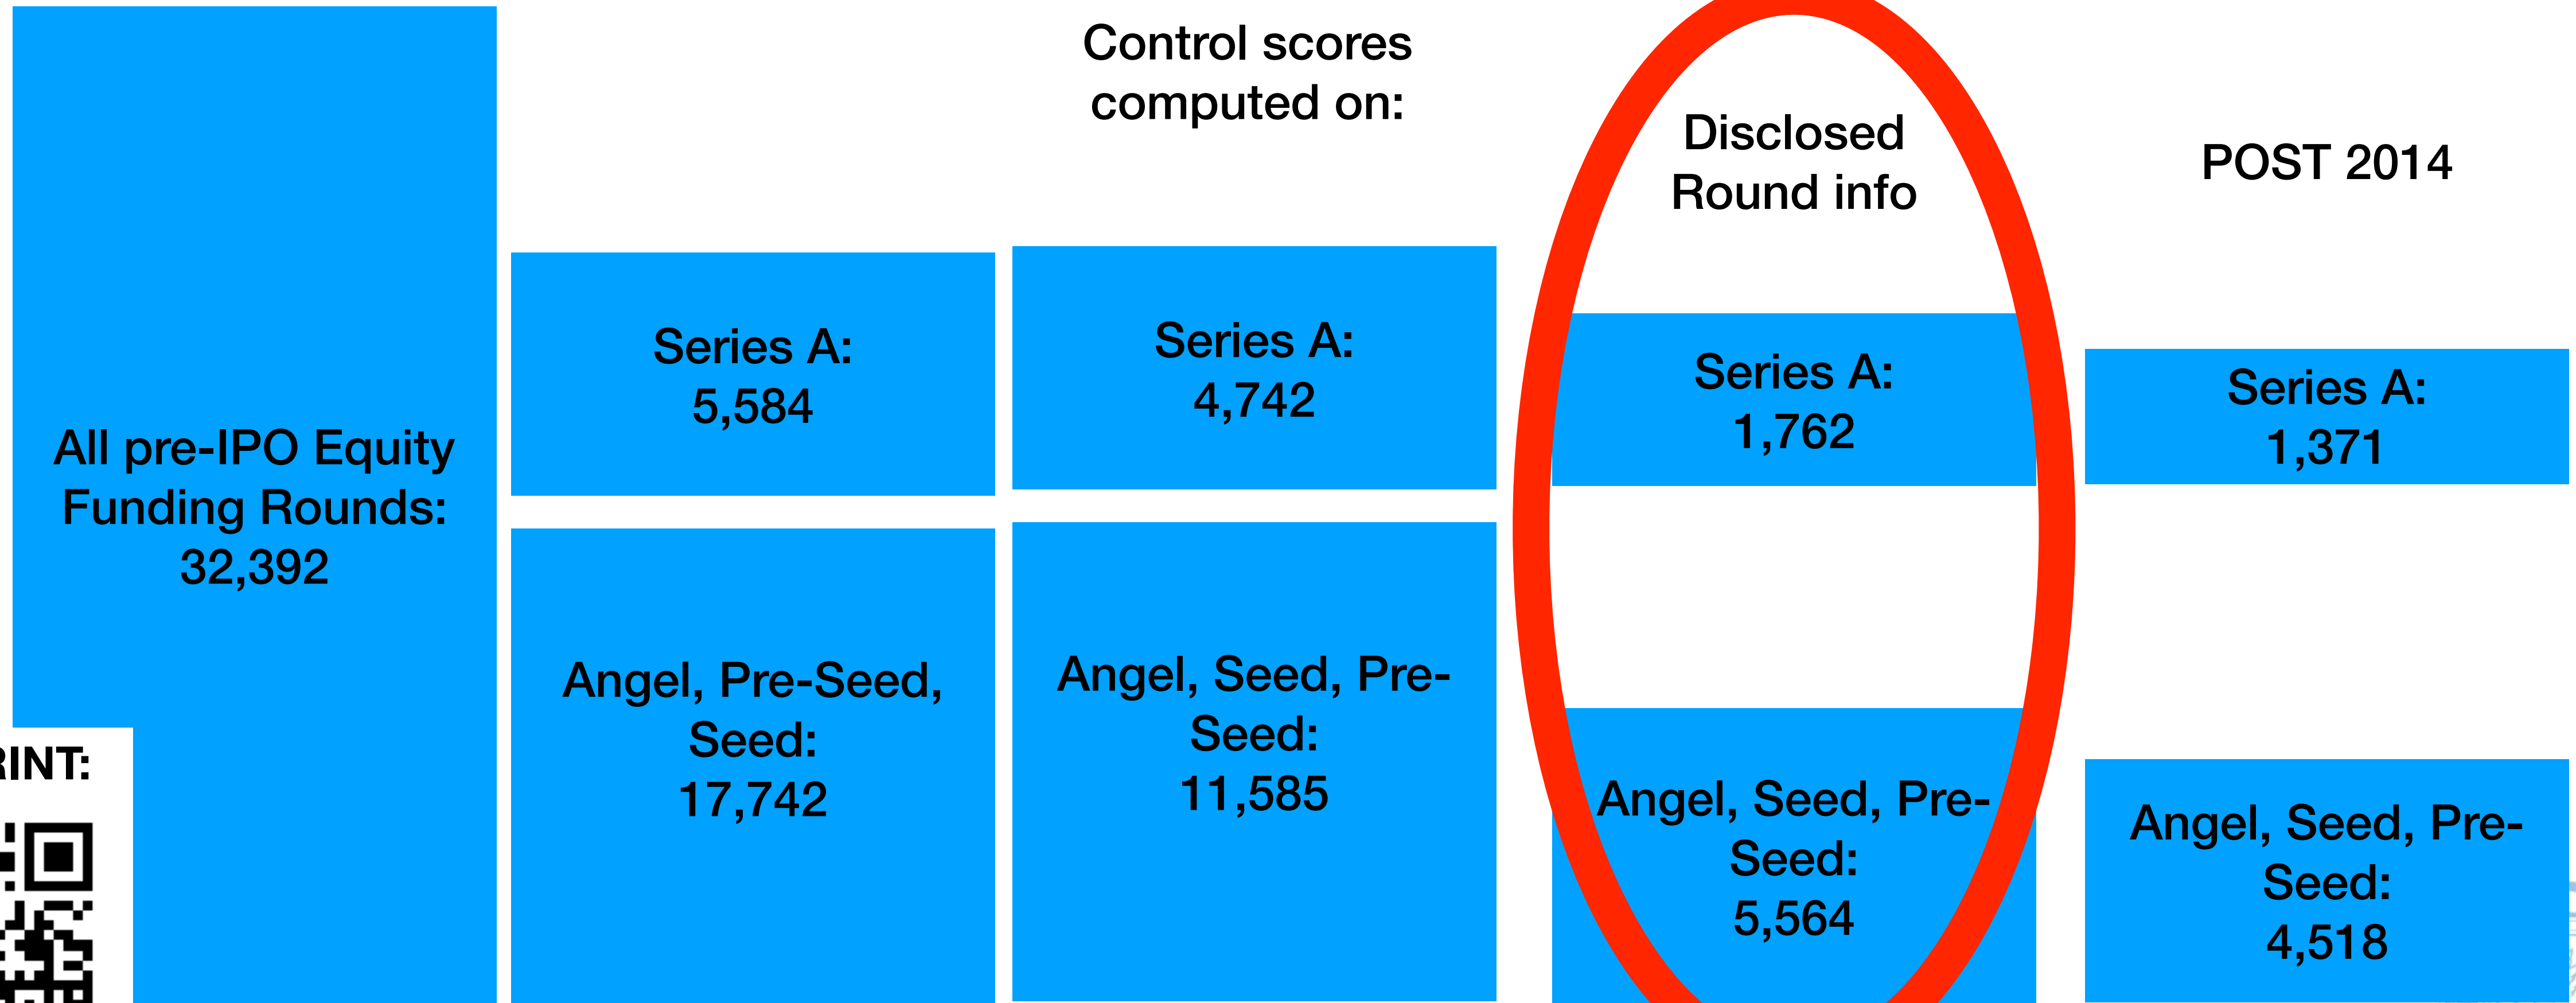 All pre-IPO Equity
Funding Rounds:
32,392
RINT:
Series A:
5,584
Angel, Pre-Seed,
Seed:
17,742
Control scores
computed on:
Series A:
4,742
Angel, Seed, Pre-
Seed:
11,585
Disclosed
Round info
Series A:
1,762
Angel, Seed, Pre-
Seed:
5,564
POST 2014
Series A:
1,371
Angel, Seed, Pre-
Seed:
4,518